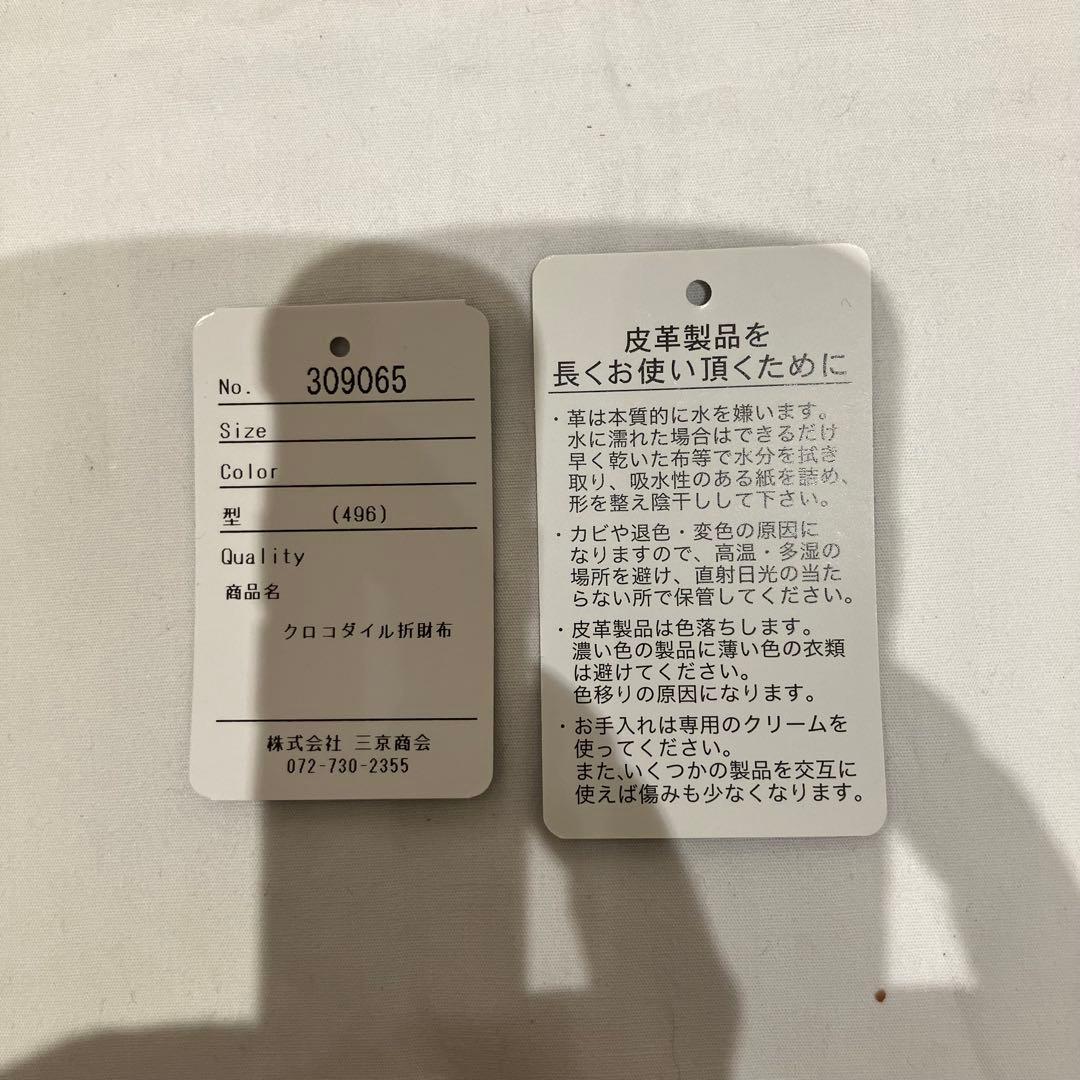 No. 309065
Size
Color
型 (496)
Quality
商品名
クロコダイル折財布
株式会社 三京商会
072-730-2355
皮革製品を
長くお使い頂くために
・革は本質的に水を嫌います。
水に濡れた場合はできるだけ
早く乾いた布等で水分を拭き
取り、吸水性のある紙を詰め、
形を整え陰干しして下さい。
・カビや退色・変色の原因に
なりますので、高温・多湿の
場所を避け、直射日光の当た
らない所で保管してください。
・皮革製品は色落ちします。
濃い色の製品に薄い色の衣類
は避けてください。
色移りの原因になります。
・お手入れは専用のクリームを
使ってください。
また、いくつかの製品を交互に
使えば傷みも少なくなります。